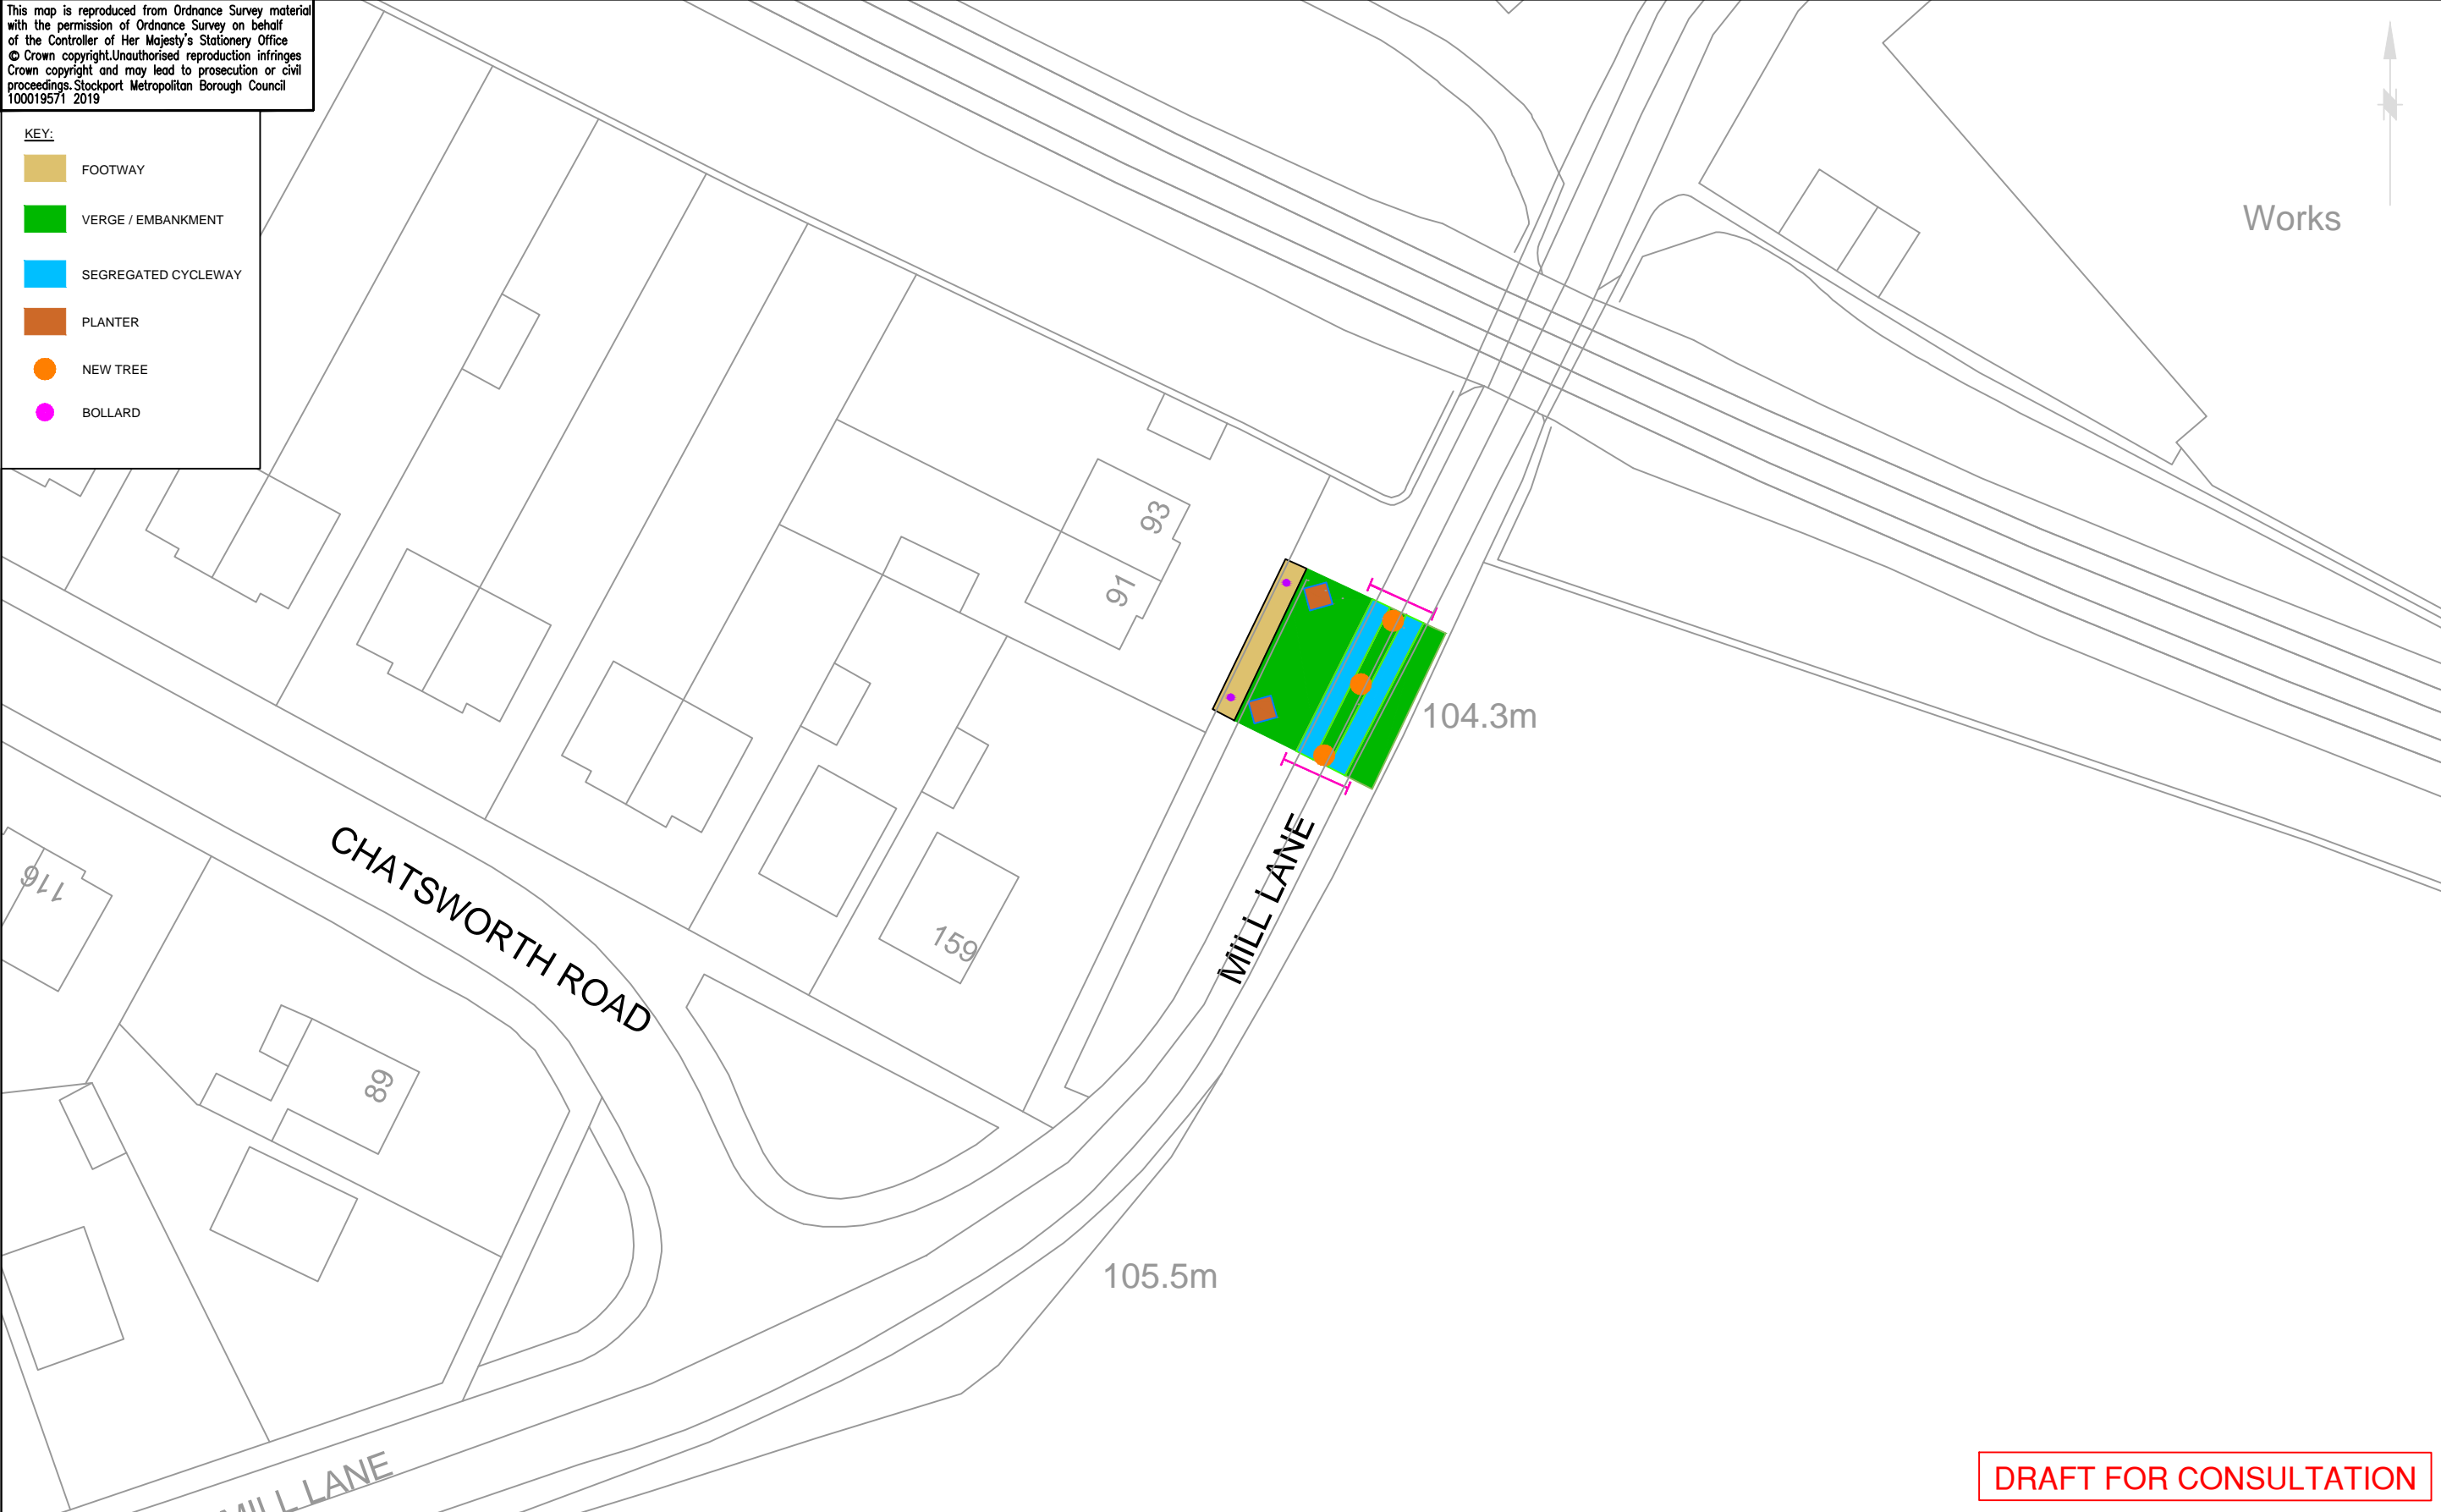 This map is reproduced from Ordnance Survey material
with the permission of Ordnance Survey on behalf
of the Controller of Her Majesty's Stationery Office
© Crown copyright.Unauthorised reproduction infringes
Crown copyright and may lead to prosecution or civil
proceedings. Stockport Metropolitan Borough Council
100019571 2019
KEY:
FOOTWAY
VERGE / EMBANKMENT
SEGREGATED CYCLEWAY
PLANTER
NEW TREE
BOLLARD
N
Works
93
91
104.3m
MILL LANE
CHATSWORTH ROAD
116
159
89
105.5m
MILL LANE
DRAFT FOR CONSULTATION